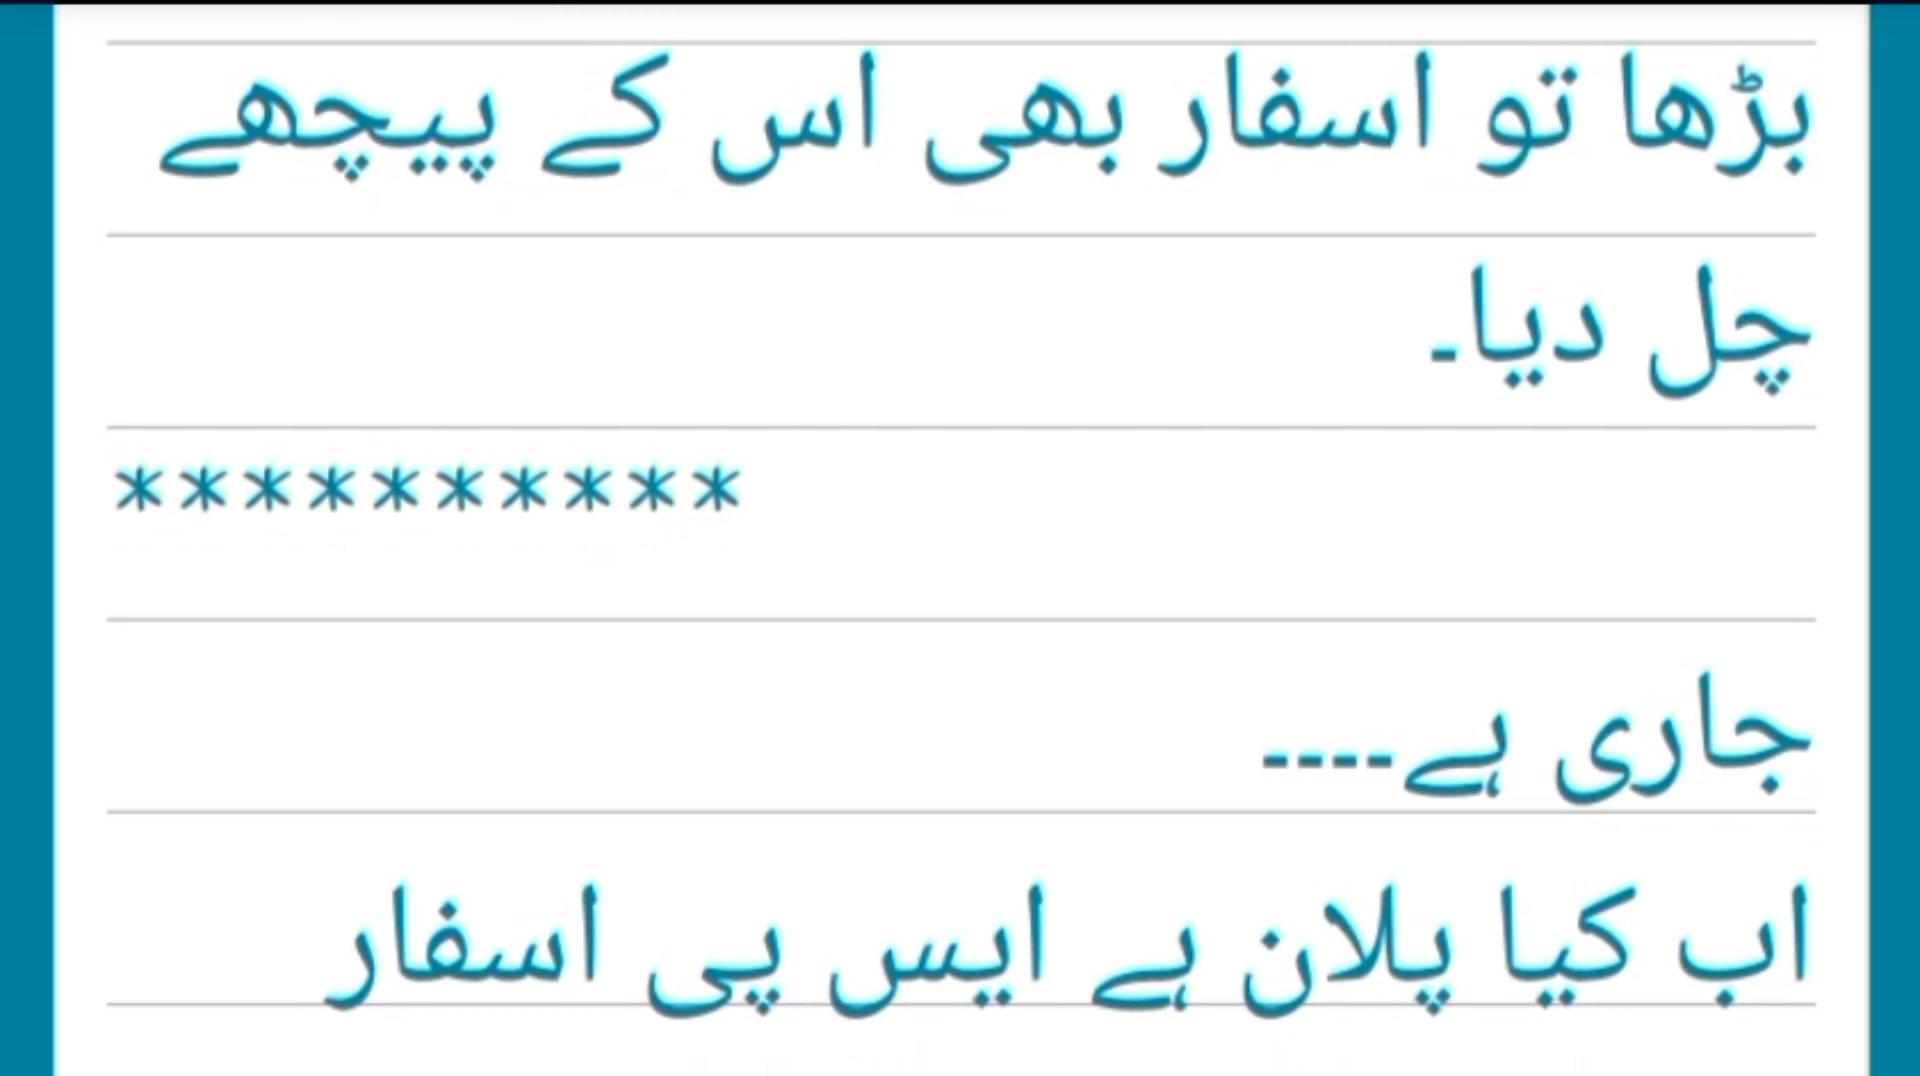 بڑھا تو اسفار بھی اس کے پیچھے
چل دیا۔
**********
جاری ہے----
اب کیا پلان ہے ایس پی اسفار